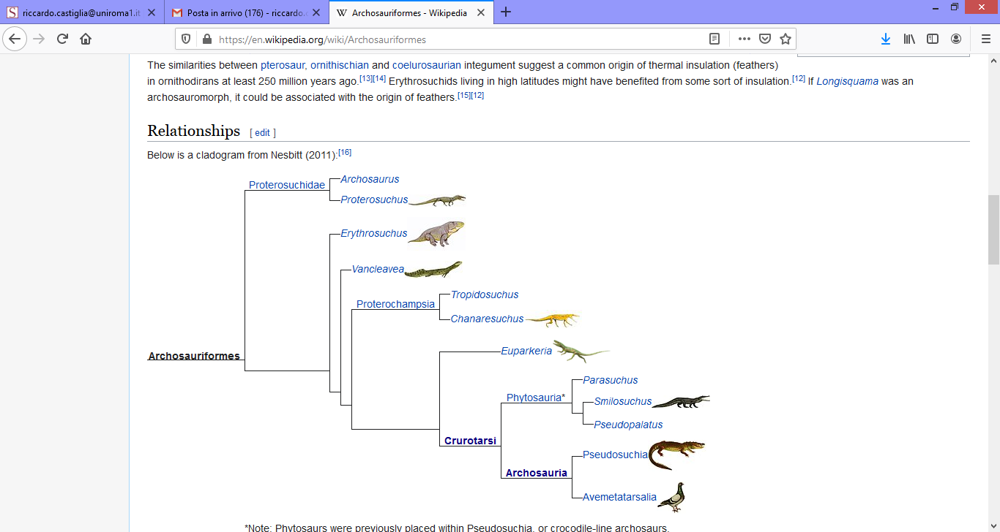 riccardo.castiglia@uniroma1.it
Posta in arrivo (176) - riccardo.c
W Archosauriformes - Wikipedia
https://en.wikipedia.org/wiki/Archosauriformes
The similarities between pterosaur, ornithischian and coelurosaurian integument suggest a common origin of thermal insulation (feathers)
in ornithodirans at least 250 million years ago.[13][14] Erythrosuchids living in high latitudes might have benefited from some sort of insulation.[12] If Longisquama was an
archosauromorph, it could be associated with the origin of feathers.[15][12]
Relationships [ edit ]
Below is a cladogram from Nesbitt (2011):[16]
Archosauriformes
Proterosuchidae
Archosaurus
Proterosuchus
Erythrosuchus
Vancleavea
Proterochampsia
Tropidosuchus
Chanaresuchus
Euparkeria
Crurotarsi
Phytosauria*
Parasuchus
Smilosuchus
Pseudopalatus
Archosauria
Pseudosuchia
Avemetatarsalia
*Note: Phytosaurs were previously placed within Pseudosuchia, or crocodile-line archosaurs.